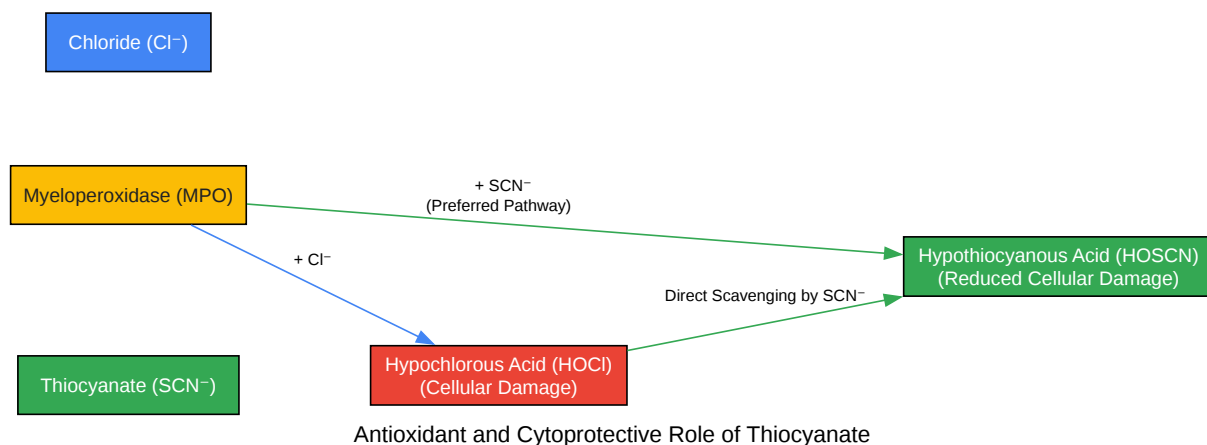 Chloride (Cl⁻)
Myeloperoxidase (MPO)
+ SCN⁻
(Preferred Pathway)
+ Cl⁻
Hypothiocyanous Acid (HOSCN)
(Reduced Cellular Damage)
Direct Scavenging by SCN⁻
Thiocyanate (SCN⁻)
Hypochlorous Acid (HOCl)
(Cellular Damage)
Antioxidant and Cytoprotective Role of Thiocyanate